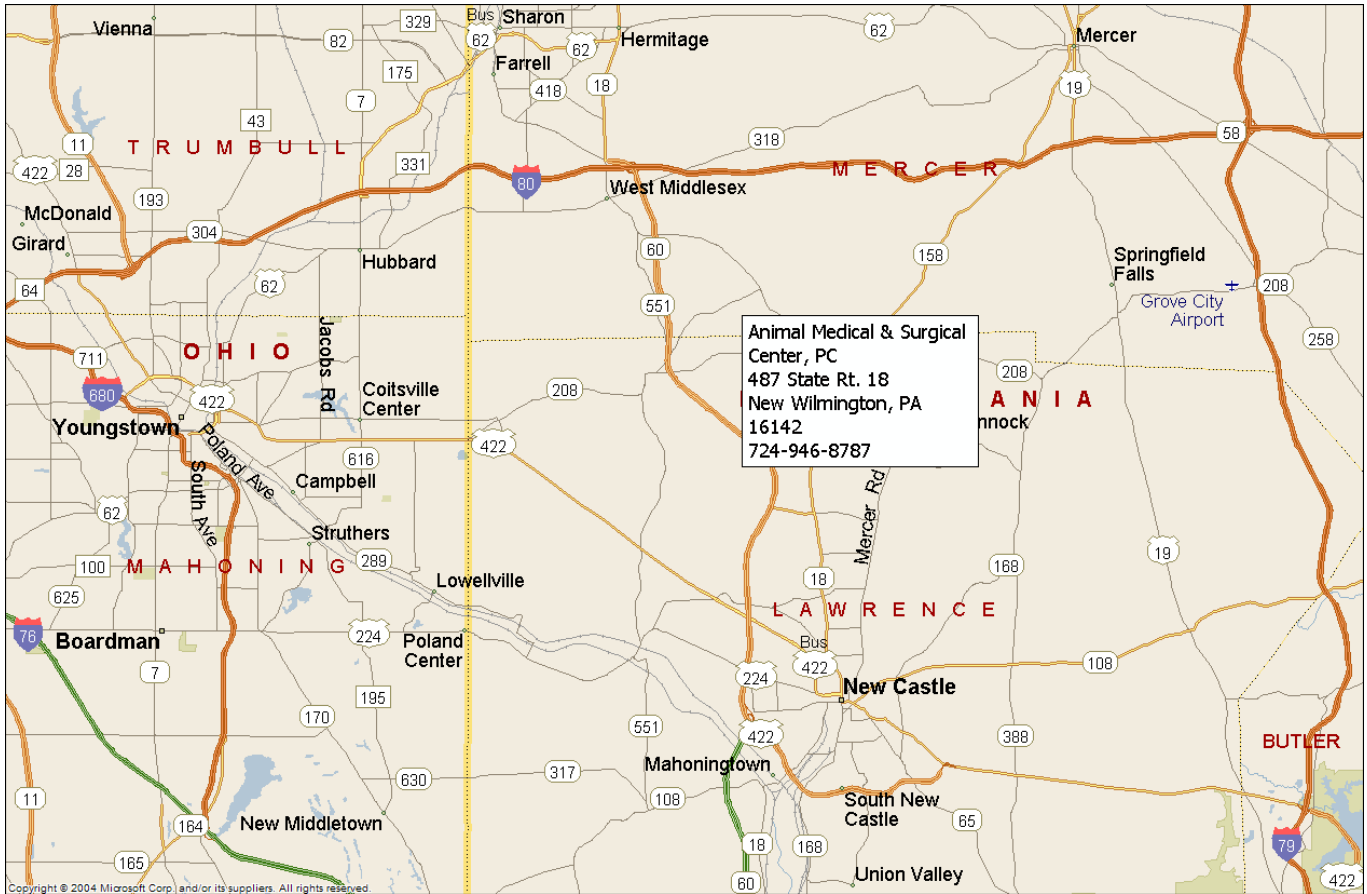 Vienna
329
Bus
Sharon
62
82
62
62
Hermitage
62
Mercer
Farrell
175
7
418
18
19
43
11
318
58
T R U M B U L L
422
28
331
M E R C E R
80
West Middlesex
193
McDonald
304
Girard
60
158
Springfield
Falls
Hubbard
64
62
551
208
Grove City
Airport
Jacobs Rd
258
711
O H I O
Animal Medical & Surgical
Center, PC
487 State Rt. 18
New Wilmington, PA
16142
724-946-8787
208
208
680
422
Coitsville
Center
A N I A
nnock
Youngstown
Poland Ave
422
616
South Ave
Campbell
Mercer Rd
62
Struthers
19
100
M A H O N I N G
289
168
625
Lowellville
18
L A W R E N C E
76
Boardman
224
Poland
Center
Bus
422
108
7
224
New Castle
195
170
551
422
388
BUTLER
Mahoningtown
630
317
11
108
South New
Castle
164
New Middletown
65
165
18
168
79
Union Valley
60
422
Copyright © 2004 Microsoft Corp. and/or its suppliers. All rights reserved.